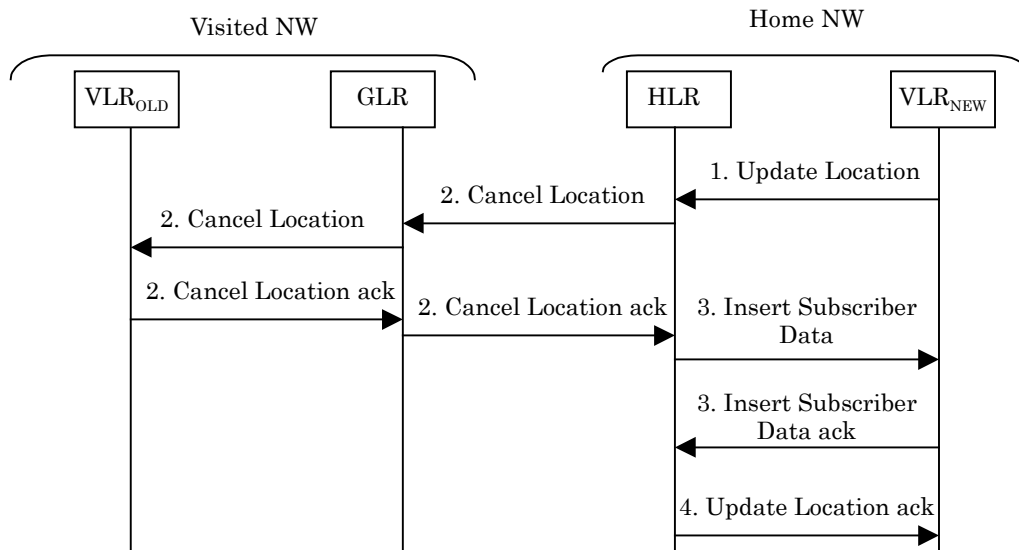 Visited NW
Home NW
VLR_OLD
GLR
HLR
VLR_NEW
1. Update Location
2. Cancel Location
2. Cancel Location
2. Cancel Location ack
2. Cancel Location ack
3. Insert Subscriber
Data
3. Insert Subscriber
Data ack
4. Update Location ack